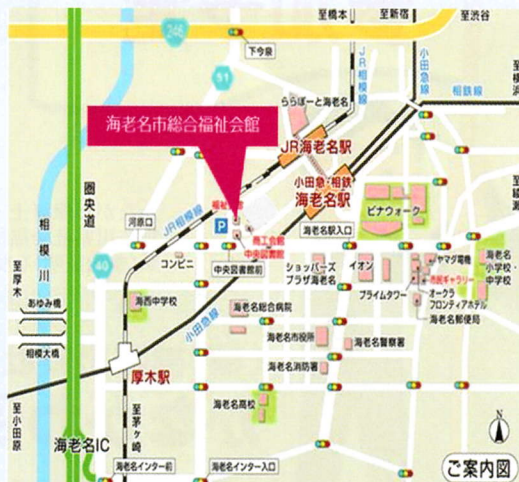 至橋本
至新宿
至渋谷
246
下今泉
JR相模線
小田急線
至横浜
51
相鉄線
ららぽーと海老名
海老名市総合福祉会館
JR海老名駅
小田急・相鉄
海老名駅
圏央道
河原口
JR相模線
P
商工会館
中央図書館
海老名駅入口
ビナウォーク
相模川
40
コンビニ
中央図書館前
ショッパーズ
プラザ海老名
イオン
ヤマダ電機
市民ギャラリー
オークラ
フロンティアホテル
海老名郵便局
プライムタワー
海老名
小学校・
中学校
至厚木
あゆみ橋
相模大橋
海西中学校
小田急線
海老名総合病院
海老名市役所
海老名警察署
海老名消防署
厚木駅
海老名高校
至小田原
至茅ヶ崎
海老名IC
海老名インター前
海老名インター入口
N
ご案内図